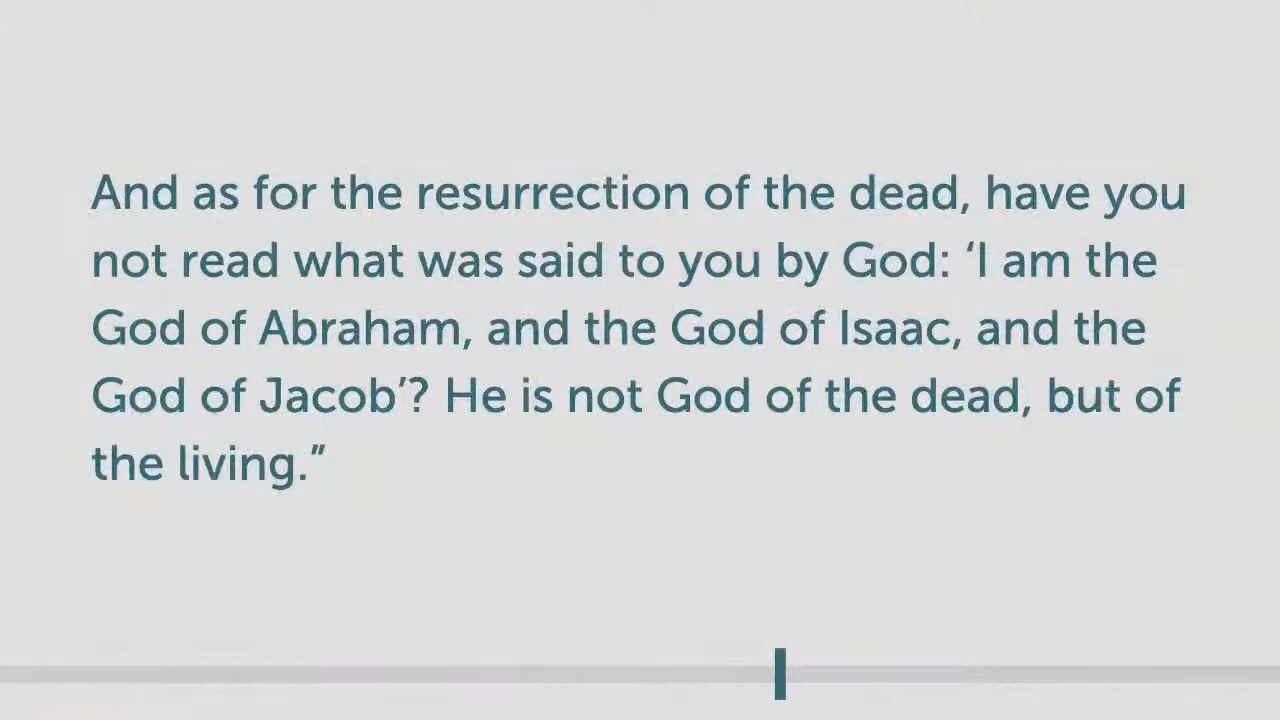 And as for the resurrection of the dead, have you
not read what was said to you by God: ‘I am the
God of Abraham, and the God of Isaac, and the
God of Jacob’? He is not God of the dead, but of
the living.”